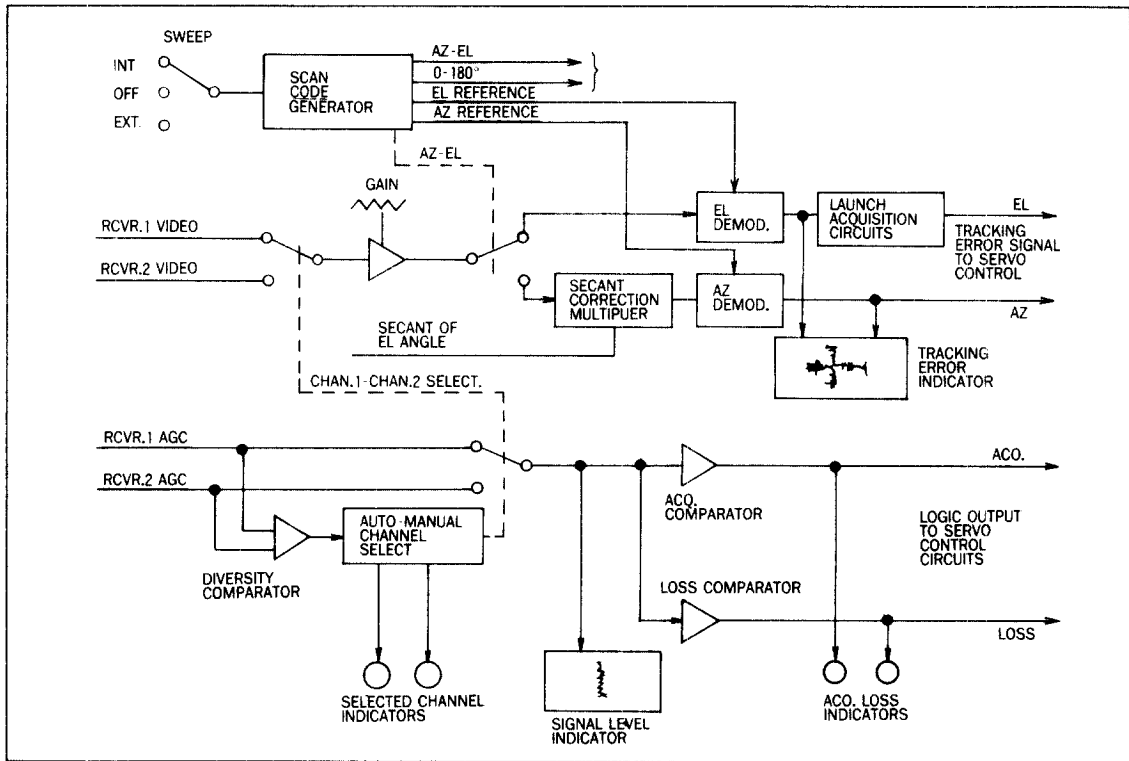 SWEEP
INT
OFF
EXT.
SCAN
CODE
GENERATOR
AZ-EL
0-180°
EL REFERENCE
AZ REFERENCE
AZ-EL
GAIN
RCVR.1 VIDEO
RCVR.2 VIDEO
EL
DEMOD.
LAUNCH
ACQUISITION
CIRCUITS
EL
TRACKING
ERROR SIGNAL
TO SERVO
CONTROL
SECANT
CORRECTION
MULTIPUER
AZ
DEMOD.
AZ
SECANT OF
EL ANGLE
TRACKING
ERROR
INDICATOR
CHAN.1-CHAN.2 SELECT.
RCVR.1 AGC
RCVR.2 AGC
ACQ.
COMPARATOR
ACO.
AUTO-MANUAL
CHANNEL
SELECT
DIVERSITY
COMPARATOR
LOGIC OUTPUT
TO SERVO
CONTROL
CIRCUITS
LOSS COMPARATOR
LOSS
SELECTED CHANNEL
INDICATORS
SIGNAL LEVEL
INDICATOR
ACO. LOSS
INDICATORS